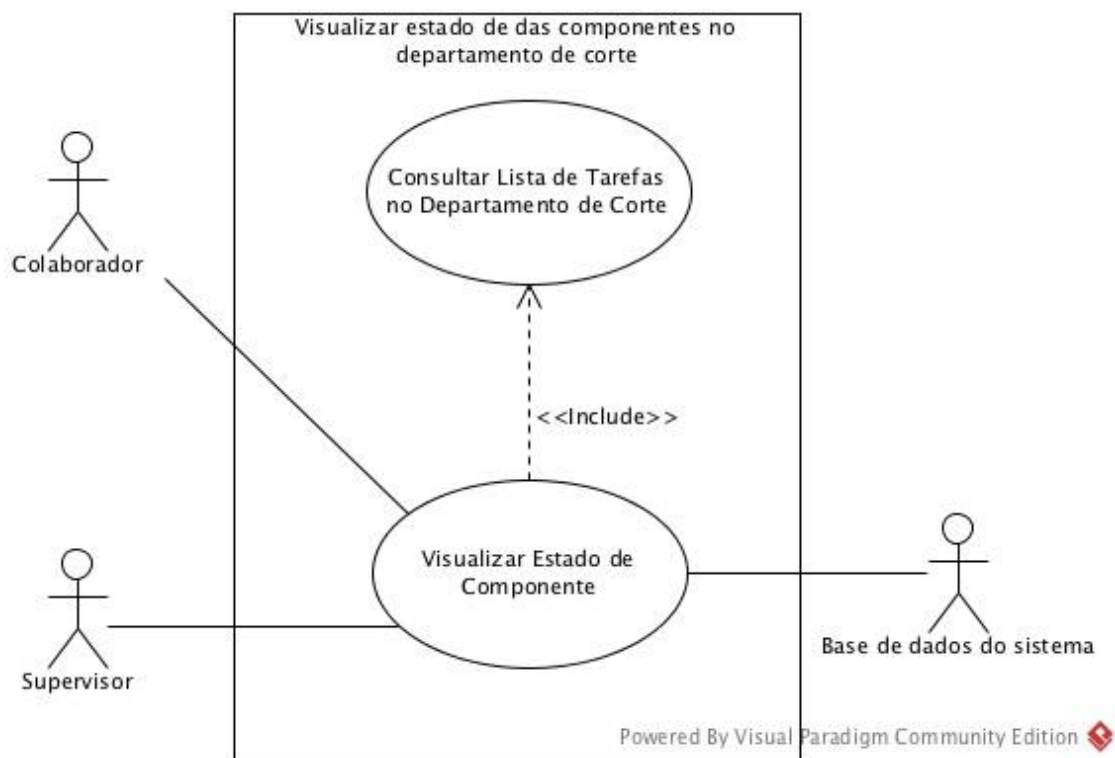 Visualizar estado de das componentes no
departamento de corte
Consultar Lista de Tarefas
no Departamento de Corte
Colaborador
<<Include>>
Visualizar Estado de
Componente
Supervisor
Base de dados do sistema
Powered By Visual Paradigm Community Edition